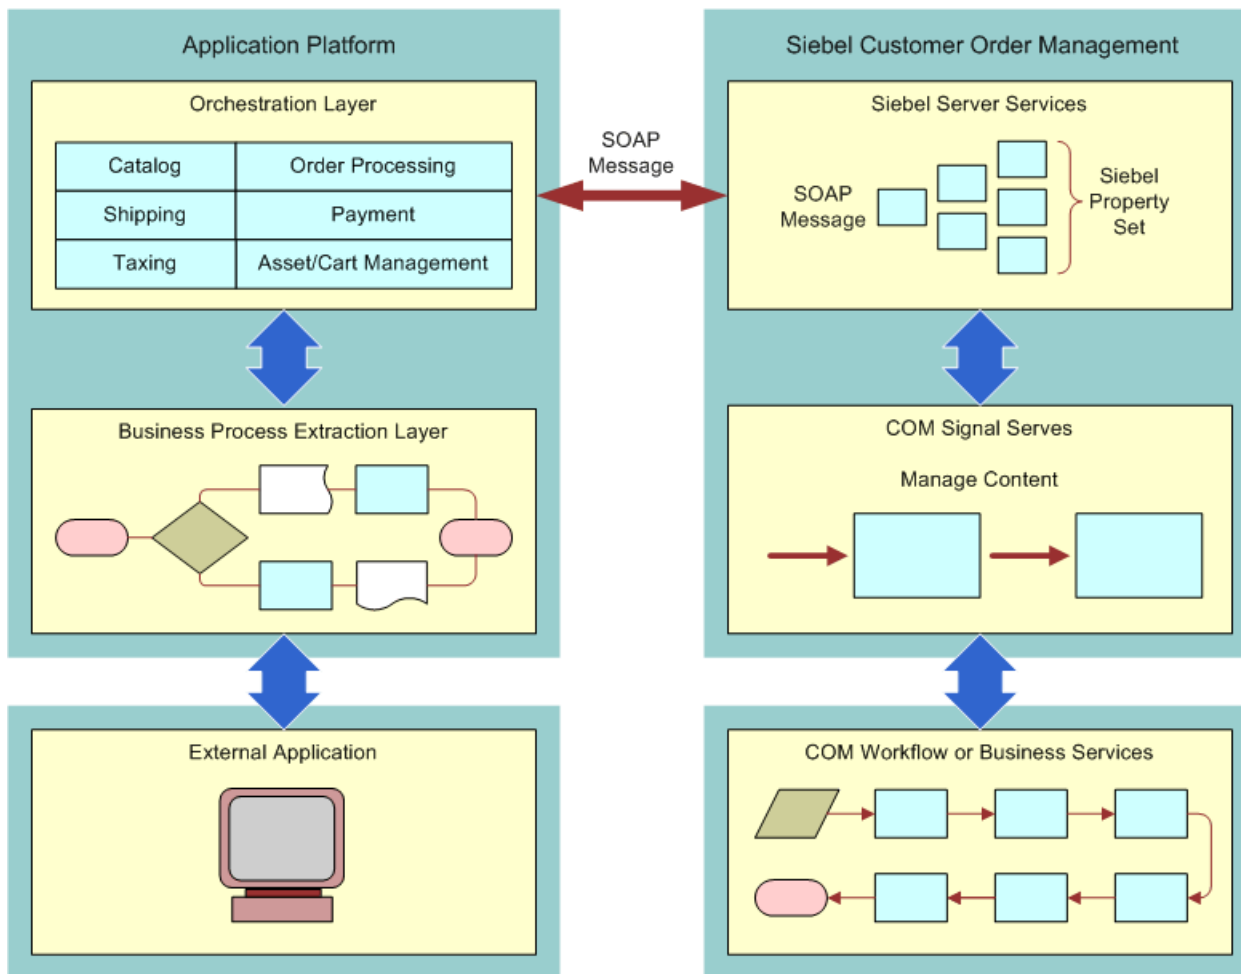 Application Platform
Orchestration Layer
Catalog
Order Processing
Shipping
Payment
Taxing
Asset/Cart Management
Business Process Extraction Layer
External Application
SOAP
Message
Siebel Customer Order Management
Siebel Server Services
SOAP
Message
Siebel
Property
Set
COM Signal Serves
Manage Content
COM Workflow or Business Services